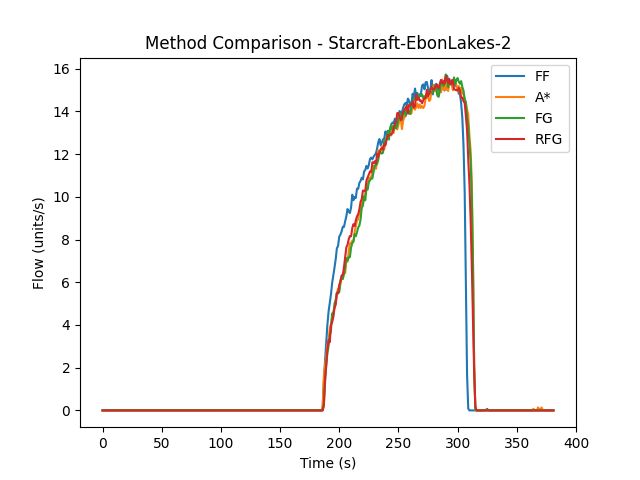 Method Comparison - Starcraft-EbonLakes-2
FF
A*
FG
RFG
16
14
12
10
8
6
4
2
0
Flow (units/s)
0 50 100 150 200 250 300 350 400
Time (s)